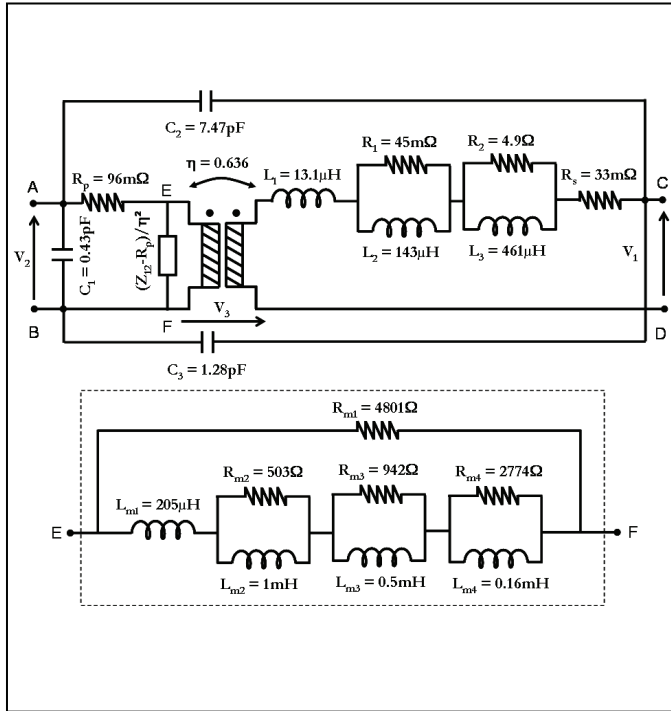 C₂ = 7.47pF
R₁ = 45mΩ
R₂ = 4.9Ω
η = 0.636
L₁ = 13.1µH
A
Rₚ = 96mΩ
E
Rₛ = 33mΩ
C
V₂
C₁ = 0.43pF
(Z₁₂-Rₚ)/η²
L₂ = 143µH
L₃ = 461µH
V₁
B
F
V₃
D
C₃ = 1.28pF
Rₘ₁ = 4801Ω
Rₘ₂ = 503Ω
Rₘ₃ = 942Ω
Rₘ₄ = 2774Ω
Lₘ₁ = 205µH
E
F
Lₘ₂ = 1mH
Lₘ₃ = 0.5mH
Lₘ₄ = 0.16mH